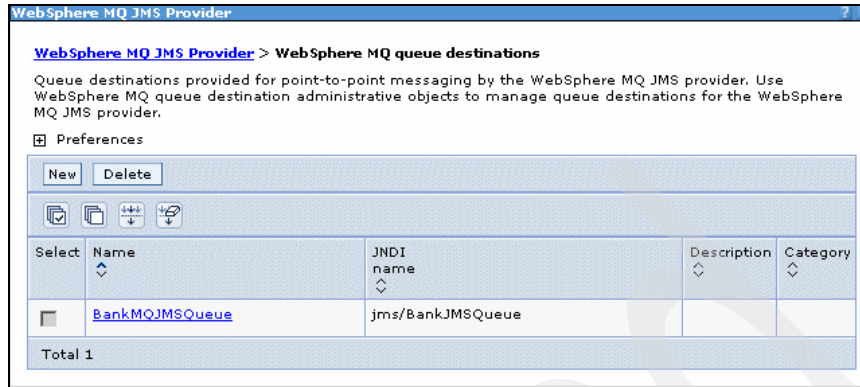 WebSphere MQ JMS Provider ?
WebSphere MQ JMS Provider > WebSphere MQ queue destinations
Queue destinations provided for point-to-point messaging by the WebSphere MQ JMS provider. Use
WebSphere MQ queue destination administrative objects to manage queue destinations for the WebSphere
MQ JMS provider.
Preferences
New Delete
Select Name JNDI name Description Category
BankMQJMSQueue jms/BankJMSQueue
Total 1